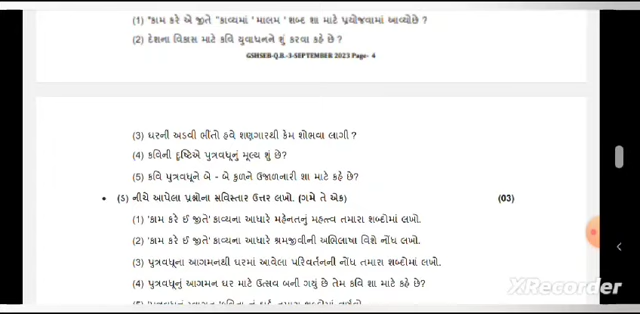 (1) "કામ કરે એ જીતે "કાવ્યમાં ' માલમ' શબ્દ શા માટે પ્રયોજવામાં આવ્યોછે ?
(2) દેશના વિકાસ માટે કવિ યુવાધનને શું કરવા કહે છે ?
GSHSEB-Q.B.-3-SEPTEMBER 2023 Page- 4
(3) ઘરની અડવી ભીંતો હવે શણગારથી કેમ શોભવા લાગી ?
(4) કવિની દૃષ્ટિએ પુત્રવધૂનું મૂલ્ય શું છે?
(5) કવિ પુત્રવધૂને બે - બે કુળને ઉજાળનારી શા માટે કહે છે?
• (ડ) નીચે આપેલા પ્રશ્નોના સવિસ્તાર ઉત્તર લખો. (ગમે તે એક) (03)
(1) 'કામ કરે ઈ જીતે' કાવ્યના આધારે મહેનતનું મહત્વ તમારા શબ્દોમાં લખો.
(2) 'કામ કરે ઈ જીતે' કાવ્યના આધારે શ્રમજીવીની અભિલાષા વિશે નોંધ લખો.
(3) પુત્રવધૂના આગમનથી ઘરમાં આવેલા પરિવર્તનની નોંધ તમારા શબ્દોમાં લખો.
(4) પુત્રવધૂનું આગમન ઘર માટે ઉત્સવ બની ગયું છે તેમ કવિ શા માટે કહે છે?
XRecorder